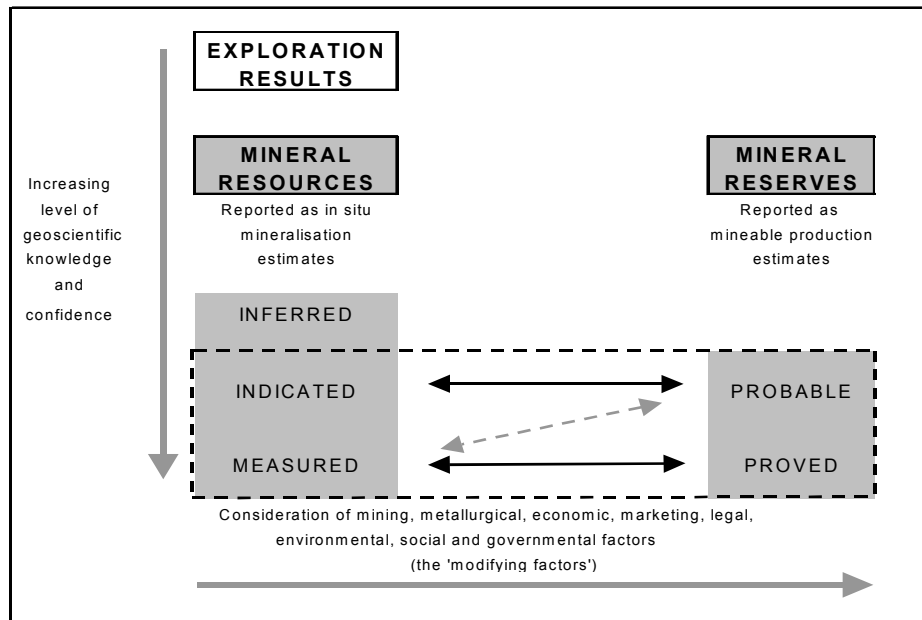 EXPLORATION
RESULTS
MINERAL
RESOURCES
MINERAL
RESERVES
Increasing
level of
geoscientific
knowledge
and
confidence
Reported as in situ
mineralisation
estimates
Reported as
mineable production
estimates
INFERRED
INDICATED
PROBABLE
MEASURED
PROVED
Consideration of mining, metallurgical, economic, marketing, legal,
environmental, social and governmental factors
(the 'modifying factors')